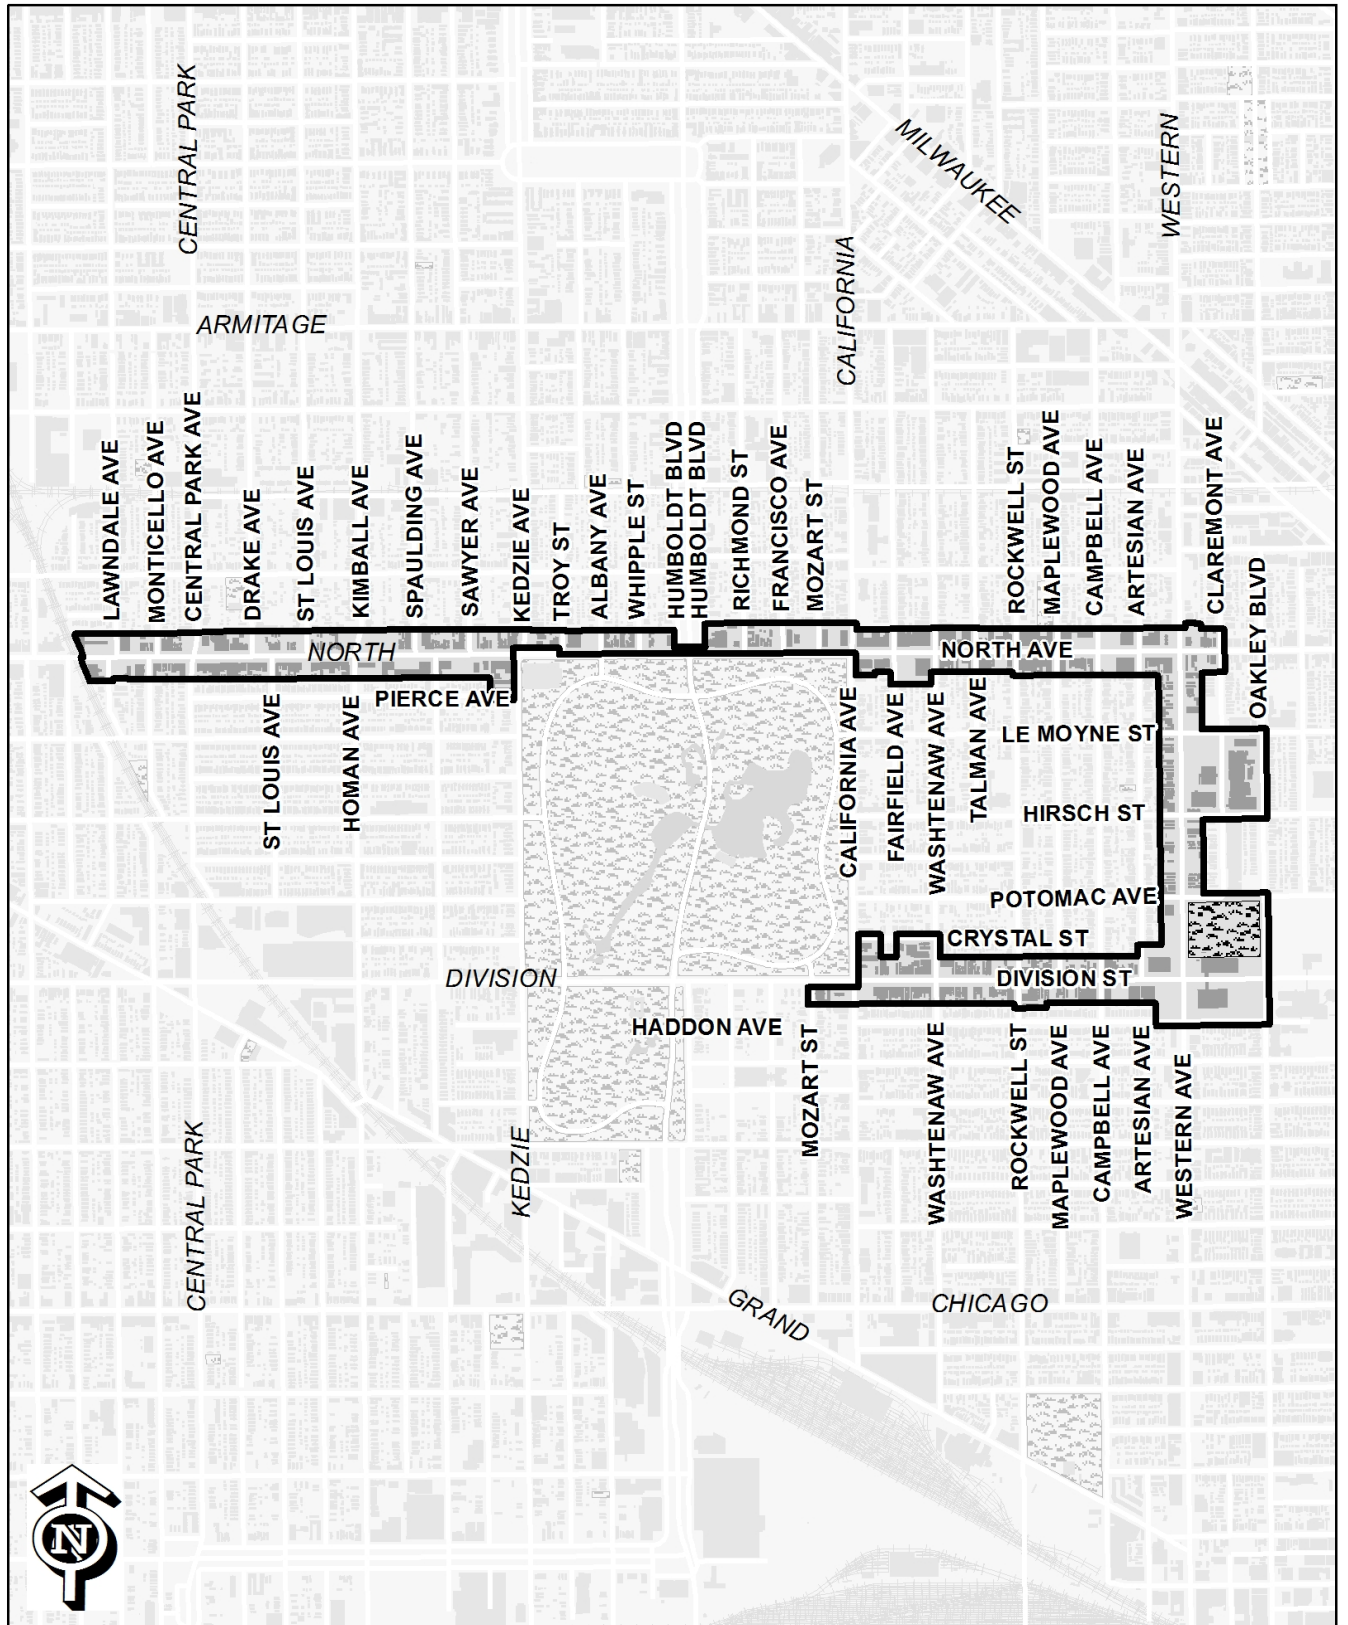 CENTRAL PARK
MILWAUKEE
WESTERN
CALIFORNIA
ARMITAGE
LAWNDALE AVE
MONTICELLO AVE
CENTRAL PARK AVE
DRAKE AVE
ST LOUIS AVE
KIMBALL AVE
SPAULDING AVE
SAWYER AVE
KEDZIE AVE
TROY ST
ALBANY AVE
WHIPPLE ST
HUMBOLDT BLVD
HUMBOLDT BLVD
RICHMOND ST
FRANCISCO AVE
MOZART ST
ROCKWELL ST
MAPLEWOOD AVE
CAMPBELL AVE
ARTESIAN AVE
CLAREMONT AVE
OAKLEY BLVD
NORTH
NORTH AVE
PIERCE AVE
ST LOUIS AVE
HOMAN AVE
CALIFORNIA AVE
FAIRFIELD AVE
WASHTENAW AVE
TALMAN AVE
LE MOYNE ST
HIRSCH ST
POTOMAC AVE
CRYSTAL ST
DIVISION
DIVISION ST
HADDON AVE
MOZART ST
WASHTENAW AVE
ROCKWELL ST
MAPLEWOOD AVE
CAMPBELL AVE
ARTESIAN AVE
WESTERN AVE
CENTRAL PARK
KEDZIE
GRAND
CHICAGO
N